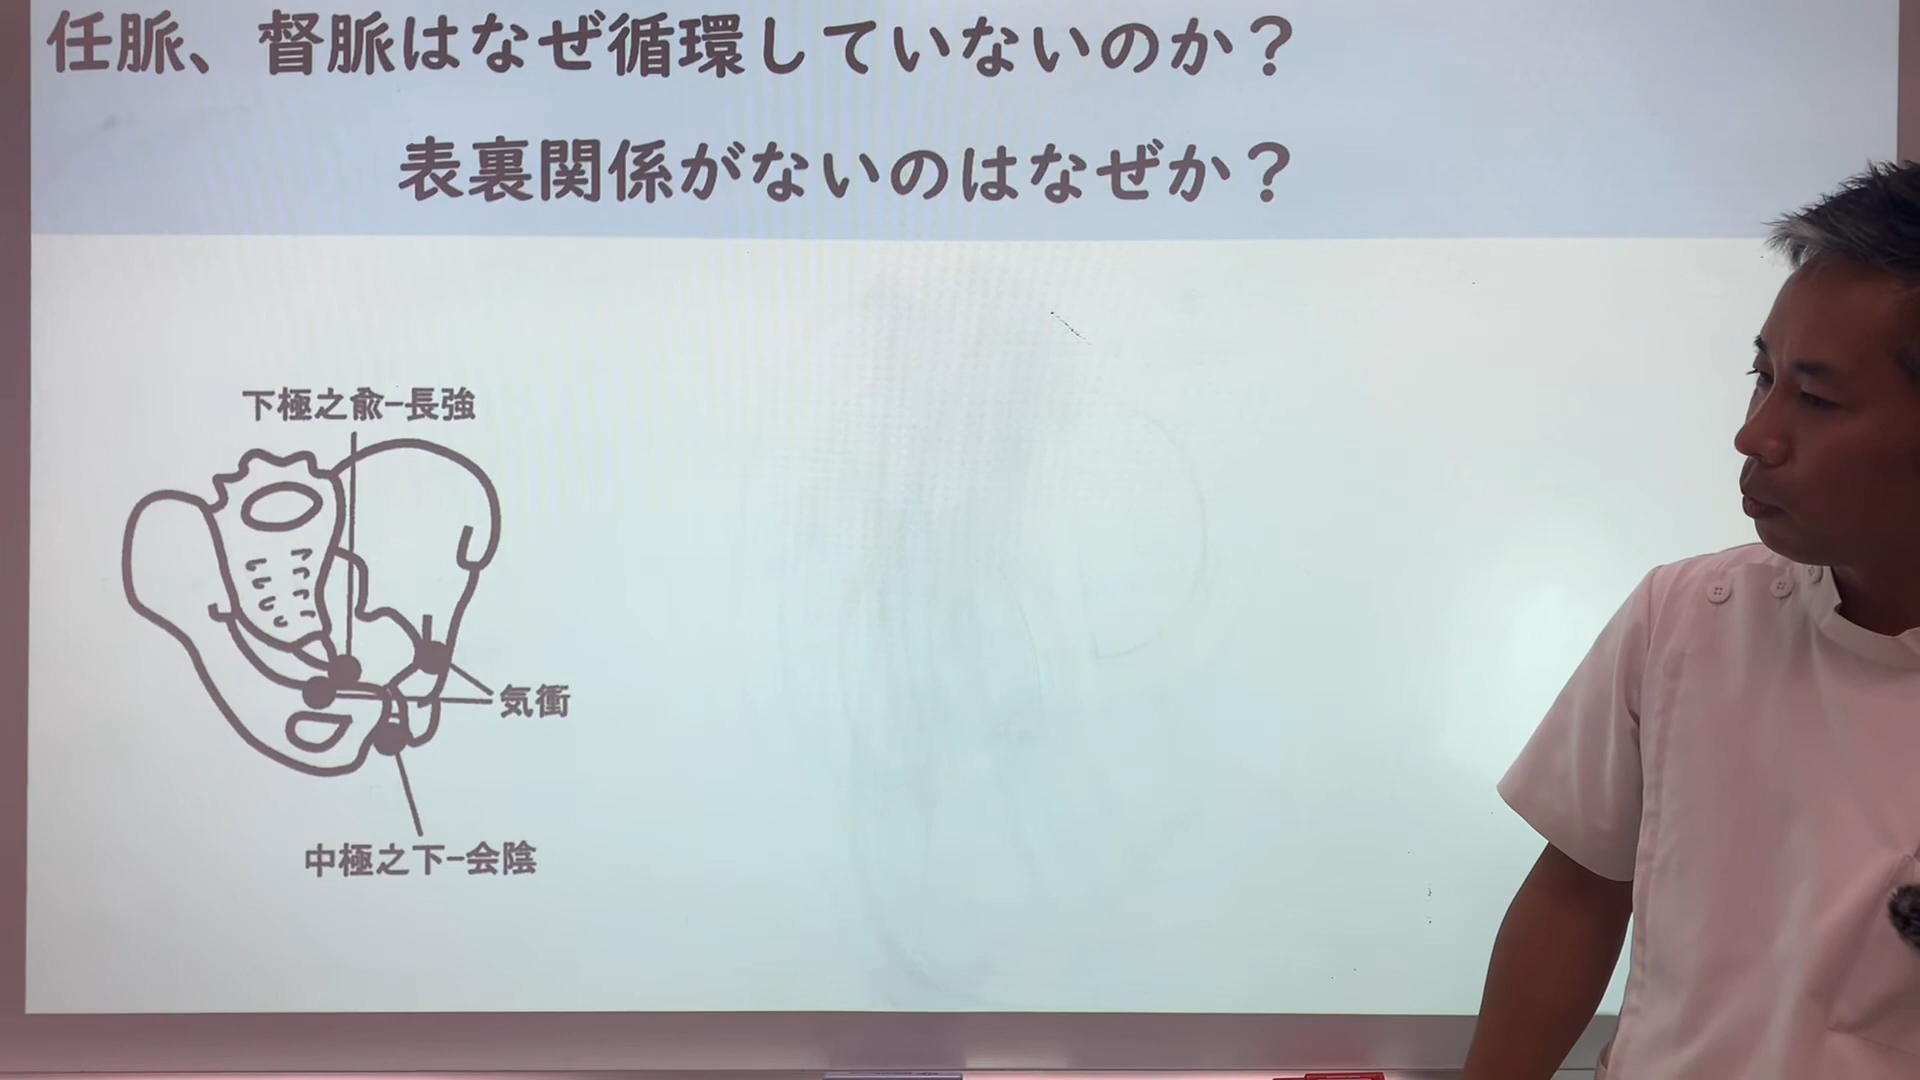 任脈、督脈はなぜ循環していないのか？
表裏関係がないのはなぜか？
下極之兪−長強
気衝
中極之下−会陰